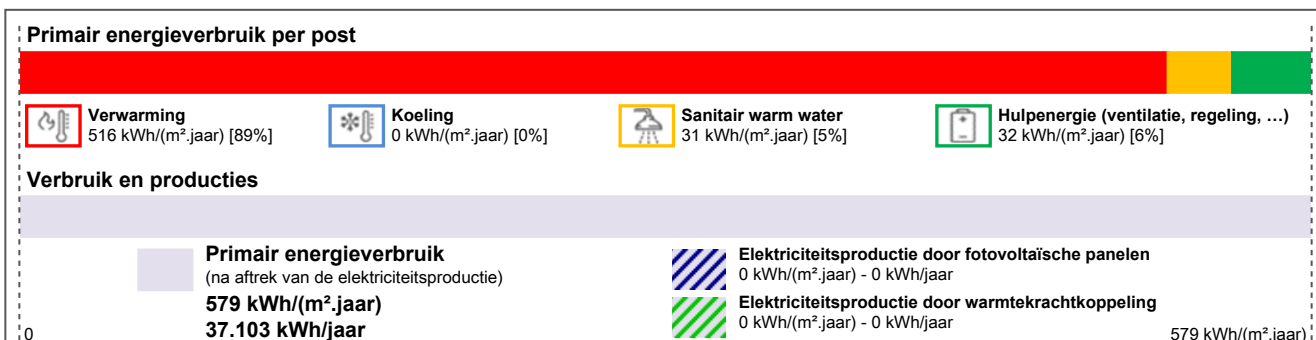 Primair energieverbruik per post
Verwarming
516 kWh/(m².jaar) [89%]
Koeling
0 kWh/(m².jaar) [0%]
Sanitair warm water
31 kWh/(m².jaar) [5%]
Hulpenergie (ventilatie, regeling, …)
32 kWh/(m².jaar) [6%]
Verbruik en producties
Primair energieverbruik
(na aftrek van de elektriciteitsproductie)
579 kWh/(m².jaar)
37.103 kWh/jaar
Elektriciteitsproductie door fotovoltaïsche panelen
0 kWh/(m².jaar) - 0 kWh/jaar
Elektriciteitsproductie door warmtekrachtkoppeling
0 kWh/(m².jaar) - 0 kWh/jaar
0
579 kWh/(m².jaar)